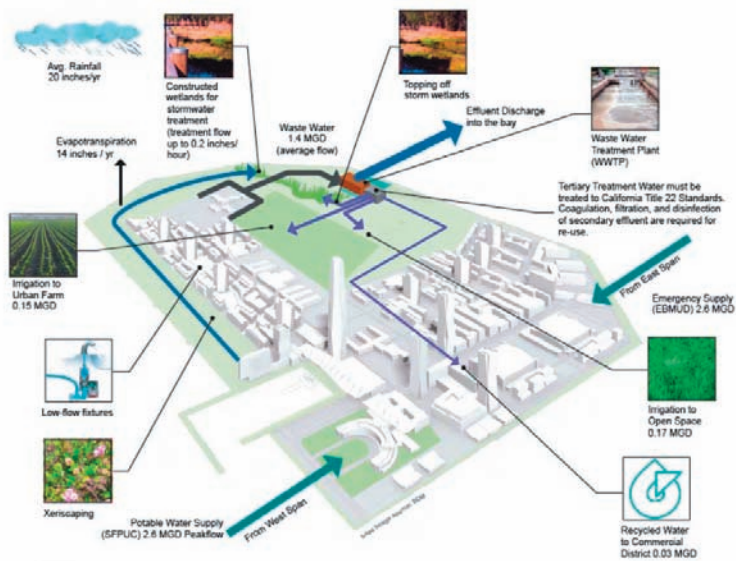 Avg. Rainfall
20 inches/yr
Constructed
wetlands for
stormwater
treatment
(treatment flow
up to 0.2 inches/
hour)
Topping off
storm wetlands
Waste Water
1.4 MGD
(average flow)
Effluent Discharge
into the bay
Waste Water
Treatment Plant
(WWTP)
Evapotranspiration
14 inches / yr
Tertiary Treatment Water must be
treated to California Title 22 Standards.
Coagulation, filtration, and disinfection
of secondary effluent are required for
re-use.
Irrigation to
Urban Farm
0.15 MGD
From East Span
Emergency Supply
(EBMUD) 2.6 MGD
Low-flow fixtures
Irrigation to
Open Space
0.17 MGD
Xeriscaping
Potable Water Supply
(SFPUC) 2.6 MGD Peakflow
From West Span
Recycled Water
to Commercial
District 0.03 MGD